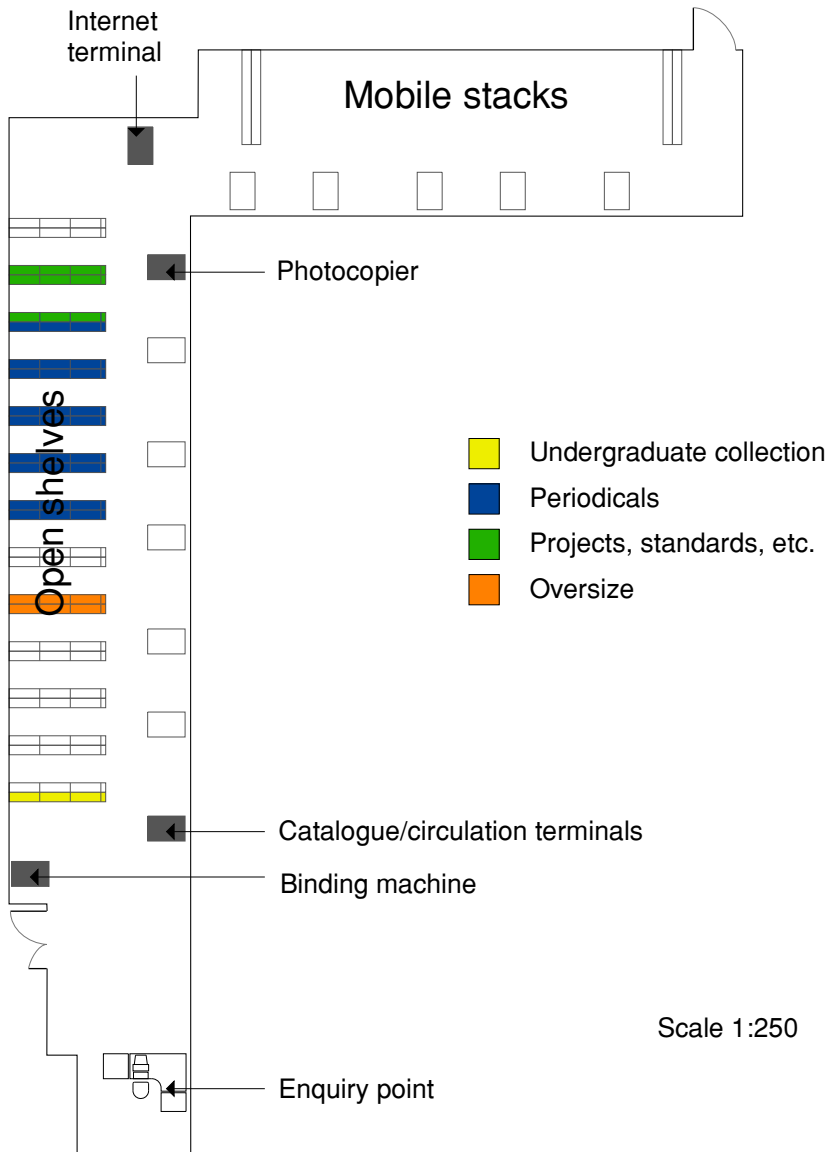 Internet
terminal
Mobile stacks
Photocopier
Open shelves
Undergraduate collection
Periodicals
Projects, standards, etc.
Oversize
Catalogue/circulation terminals
Binding machine
Scale 1:250
Enquiry point